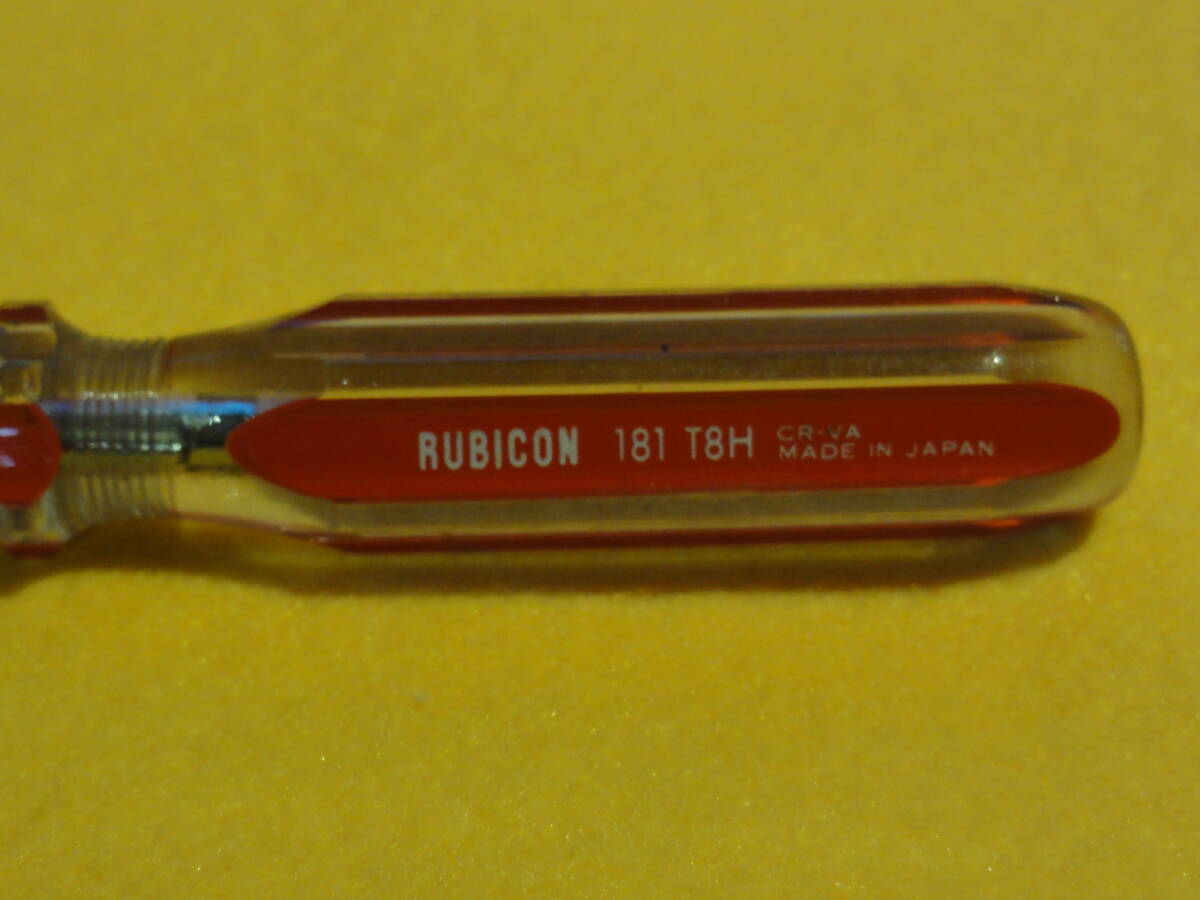 RUBICON 181 T8H CR-VA
MADE IN JAPAN